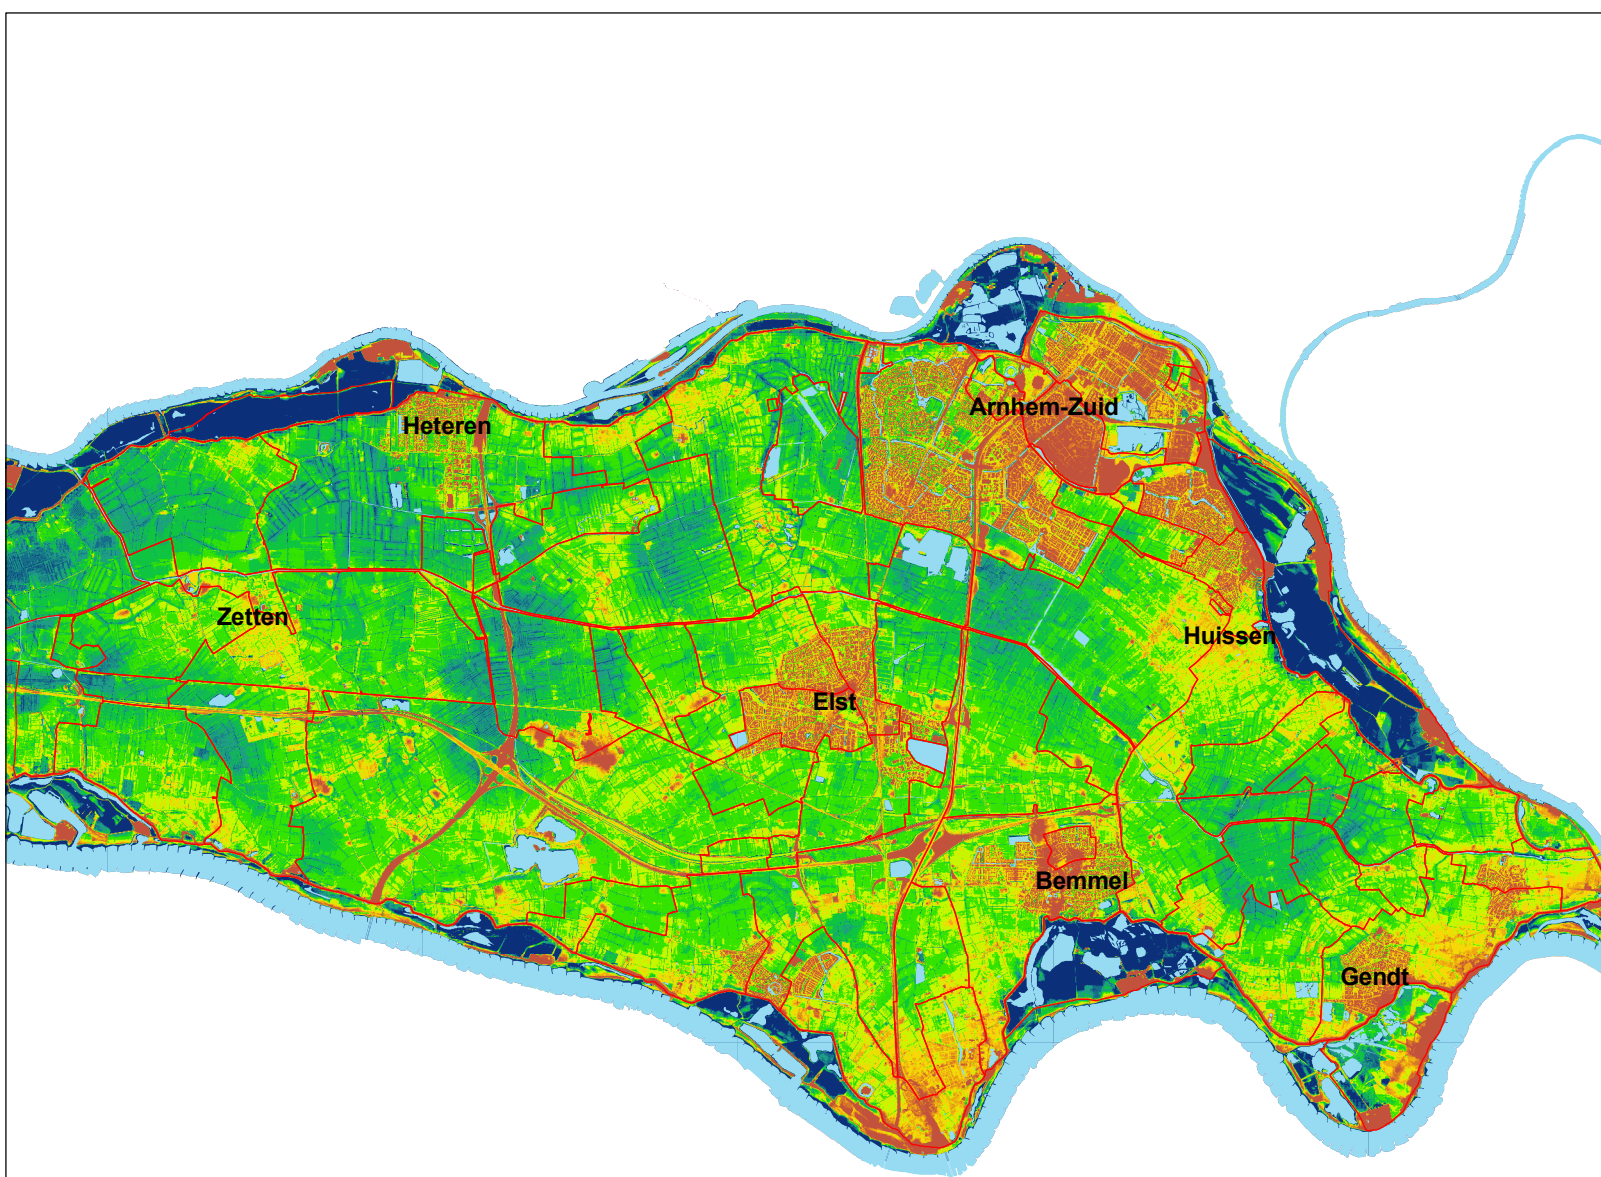 Arnhem-Zuid
Heteren
Zetten
Huissen
Elst
Bemmel
Gendt